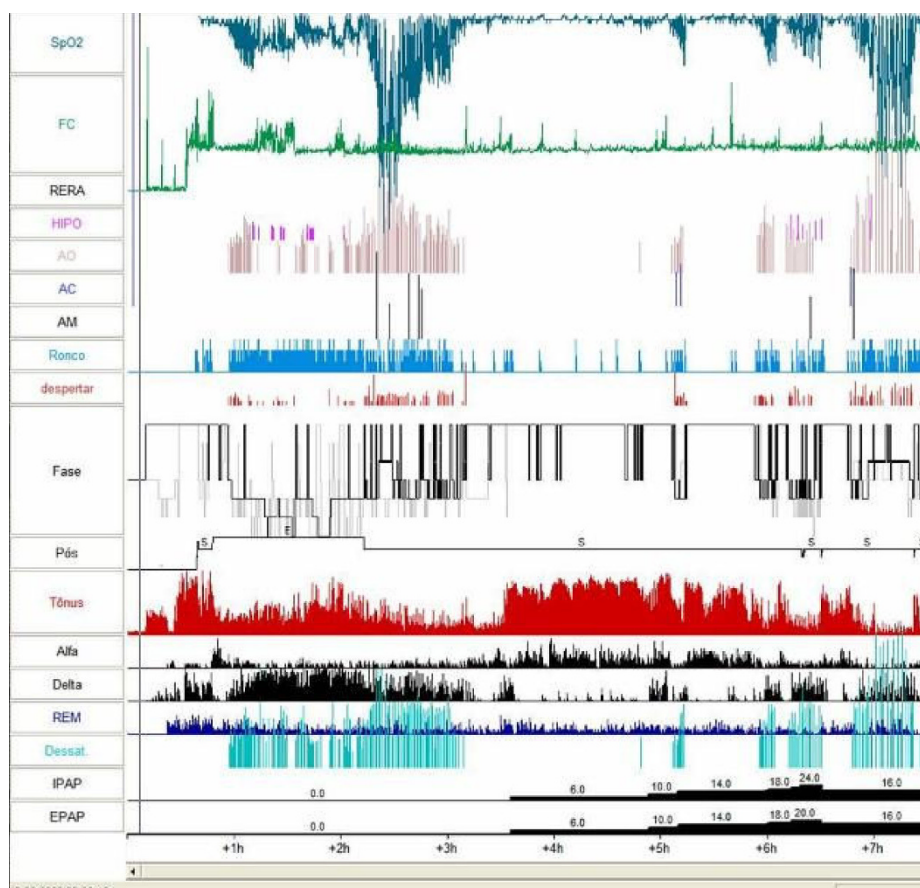 SpO2
FC
RERA
HIPO
AO
AC
AM
Ronco
despertar
Fase
E
Pós
S S S S
Tônus
Alfa
Delta
REM
Dessat.
IPAP
0.0 6.0 10.0 14.0 18.0 24.0 16.0
EPAP
0.0 6.0 10.0 14.0 18.0 20.0 16.0
+1h +2h +3h +4h +5h +6h +7h